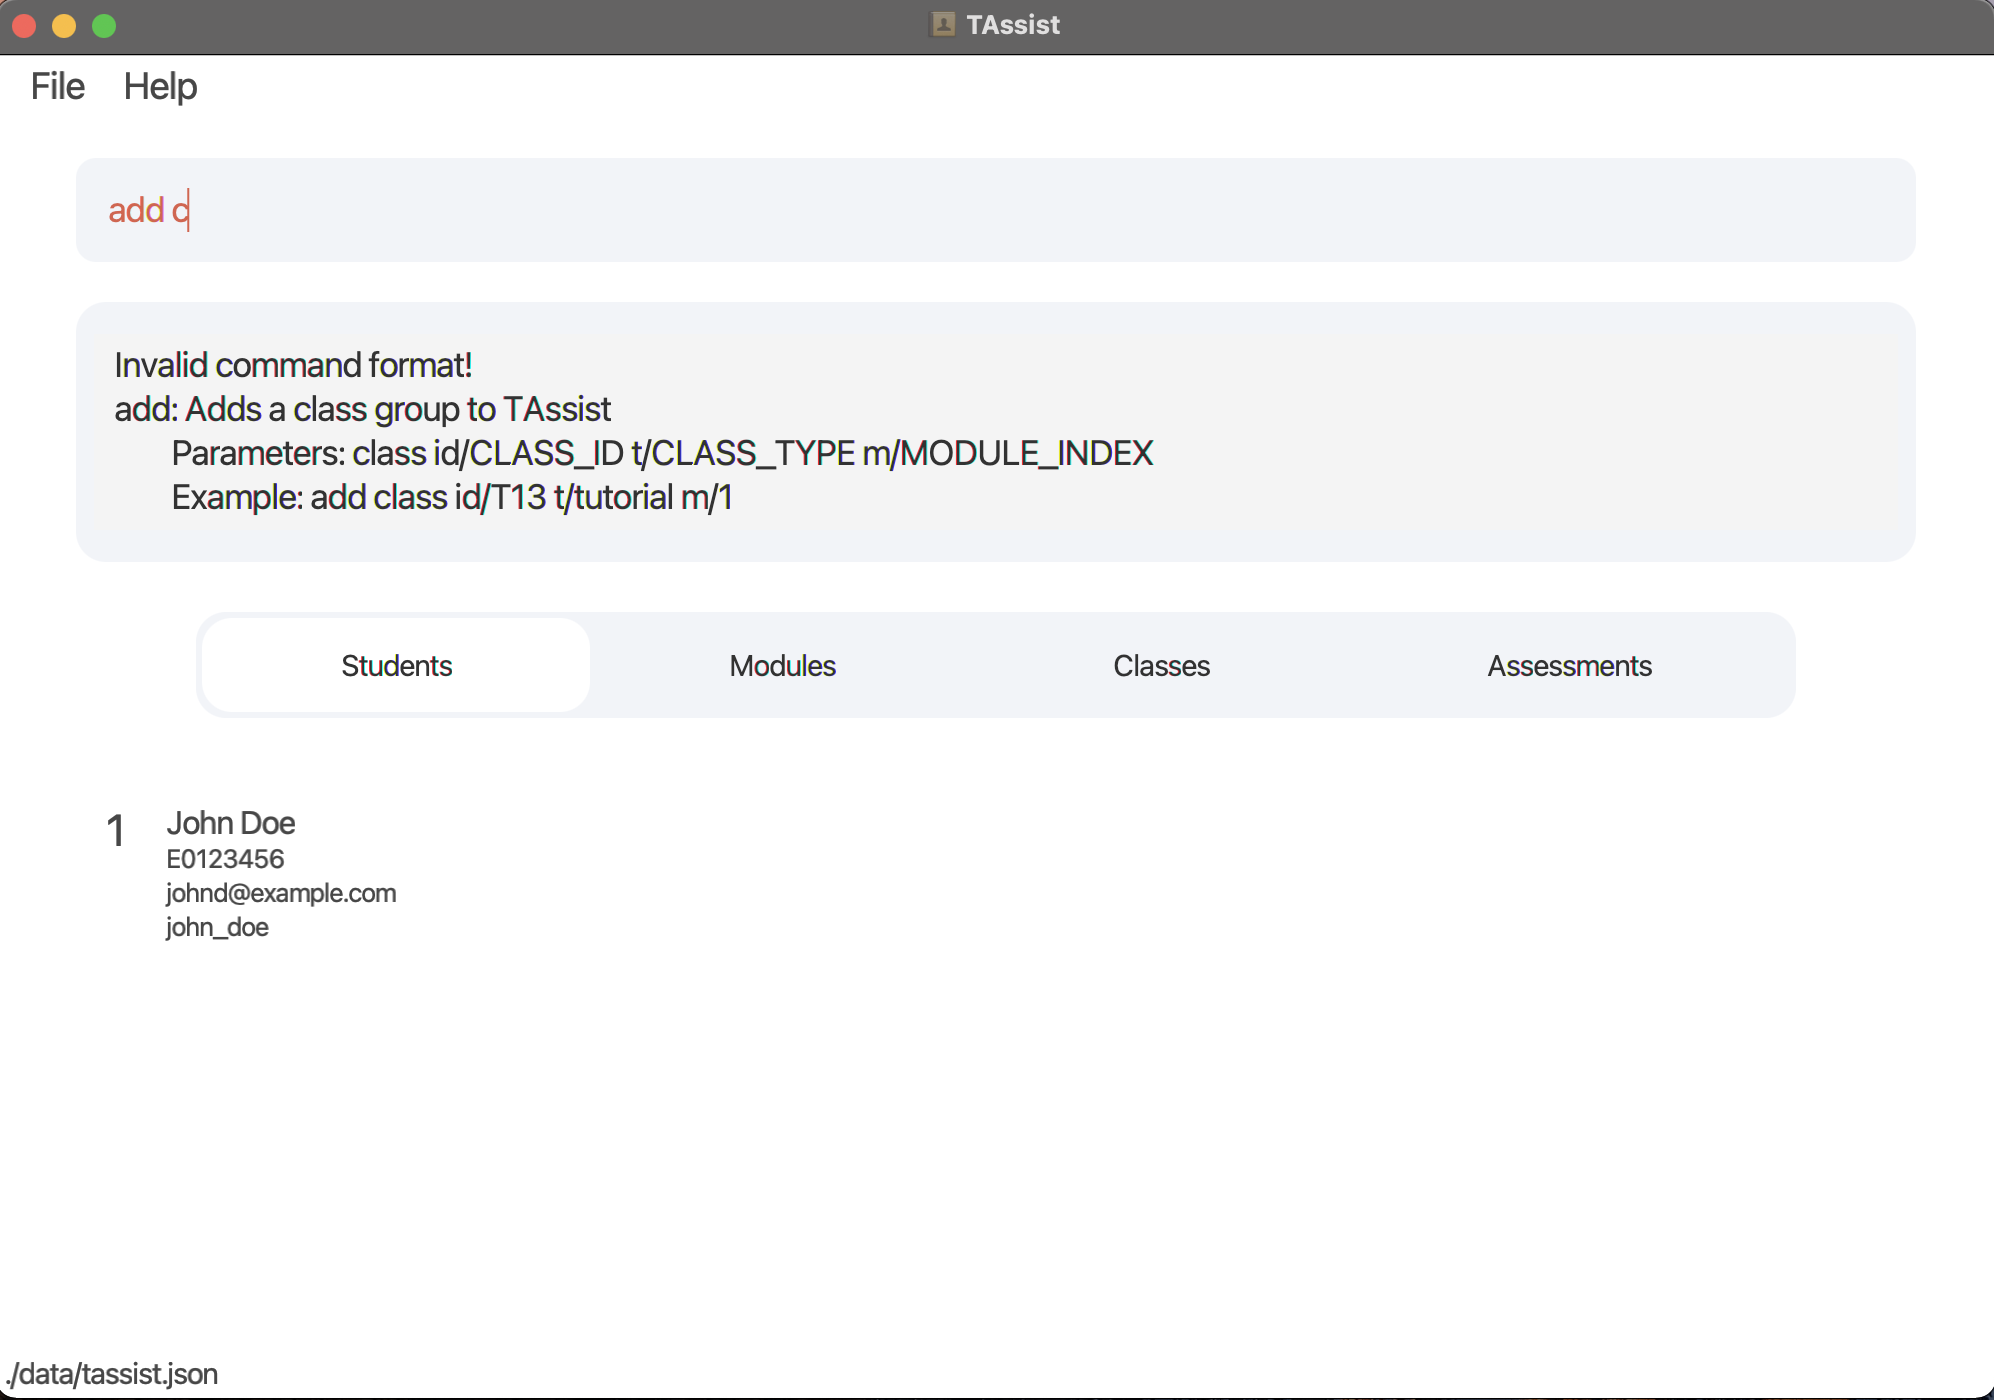 TAssist
File Help
add c
Invalid command format!
add: Adds a class group to TAssist
Parameters: class id/CLASS_ID t/CLASS_TYPE m/MODULE_INDEX
Example: add class id/T13 t/tutorial m/1
Students Modules Classes Assessments
1 John Doe
E0123456
johnd@example.com
john_doe
./data/tassist.json